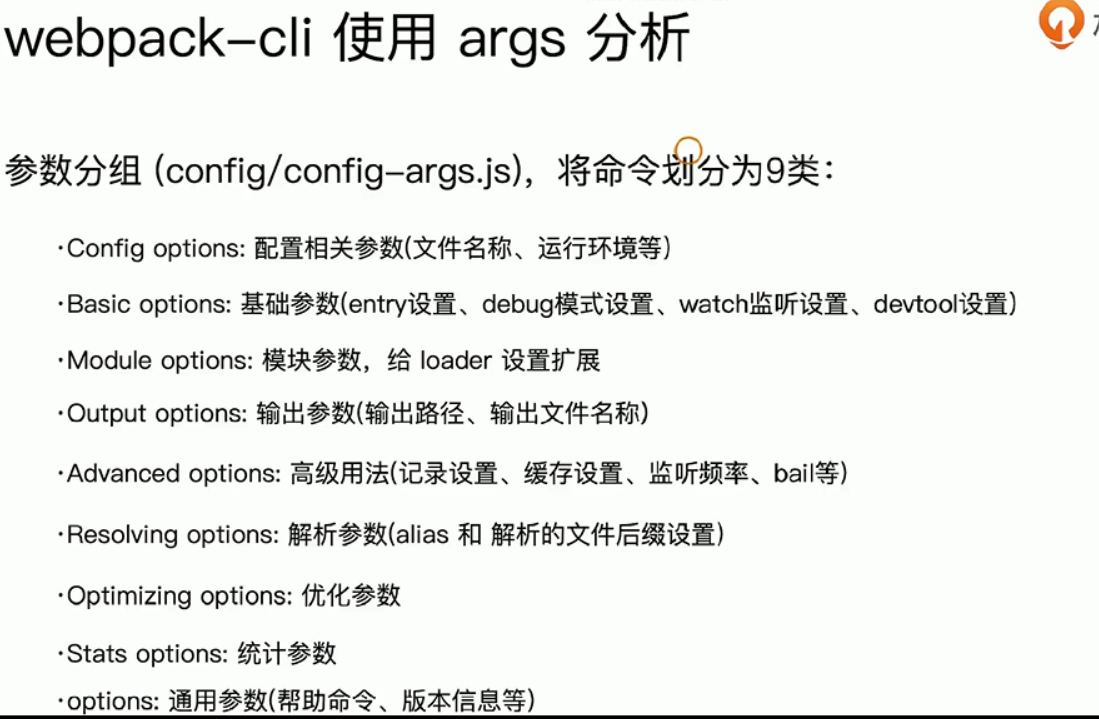 webpack-cli 使用 args 分析
参数分组 (config/config-args.js)，将命令划分为9类：
·Config options: 配置相关参数(文件名称、运行环境等)
·Basic options: 基础参数(entry设置、debug模式设置、watch监听设置、devtool设置)
·Module options: 模块参数，给 loader 设置扩展
·Output options: 输出参数(输出路径、输出文件名称)
·Advanced options: 高级用法(记录设置、缓存设置、监听频率、bail等)
·Resolving options: 解析参数(alias 和 解析的文件后缀设置)
·Optimizing options: 优化参数
·Stats options: 统计参数
·options: 通用参数(帮助命令、版本信息等)